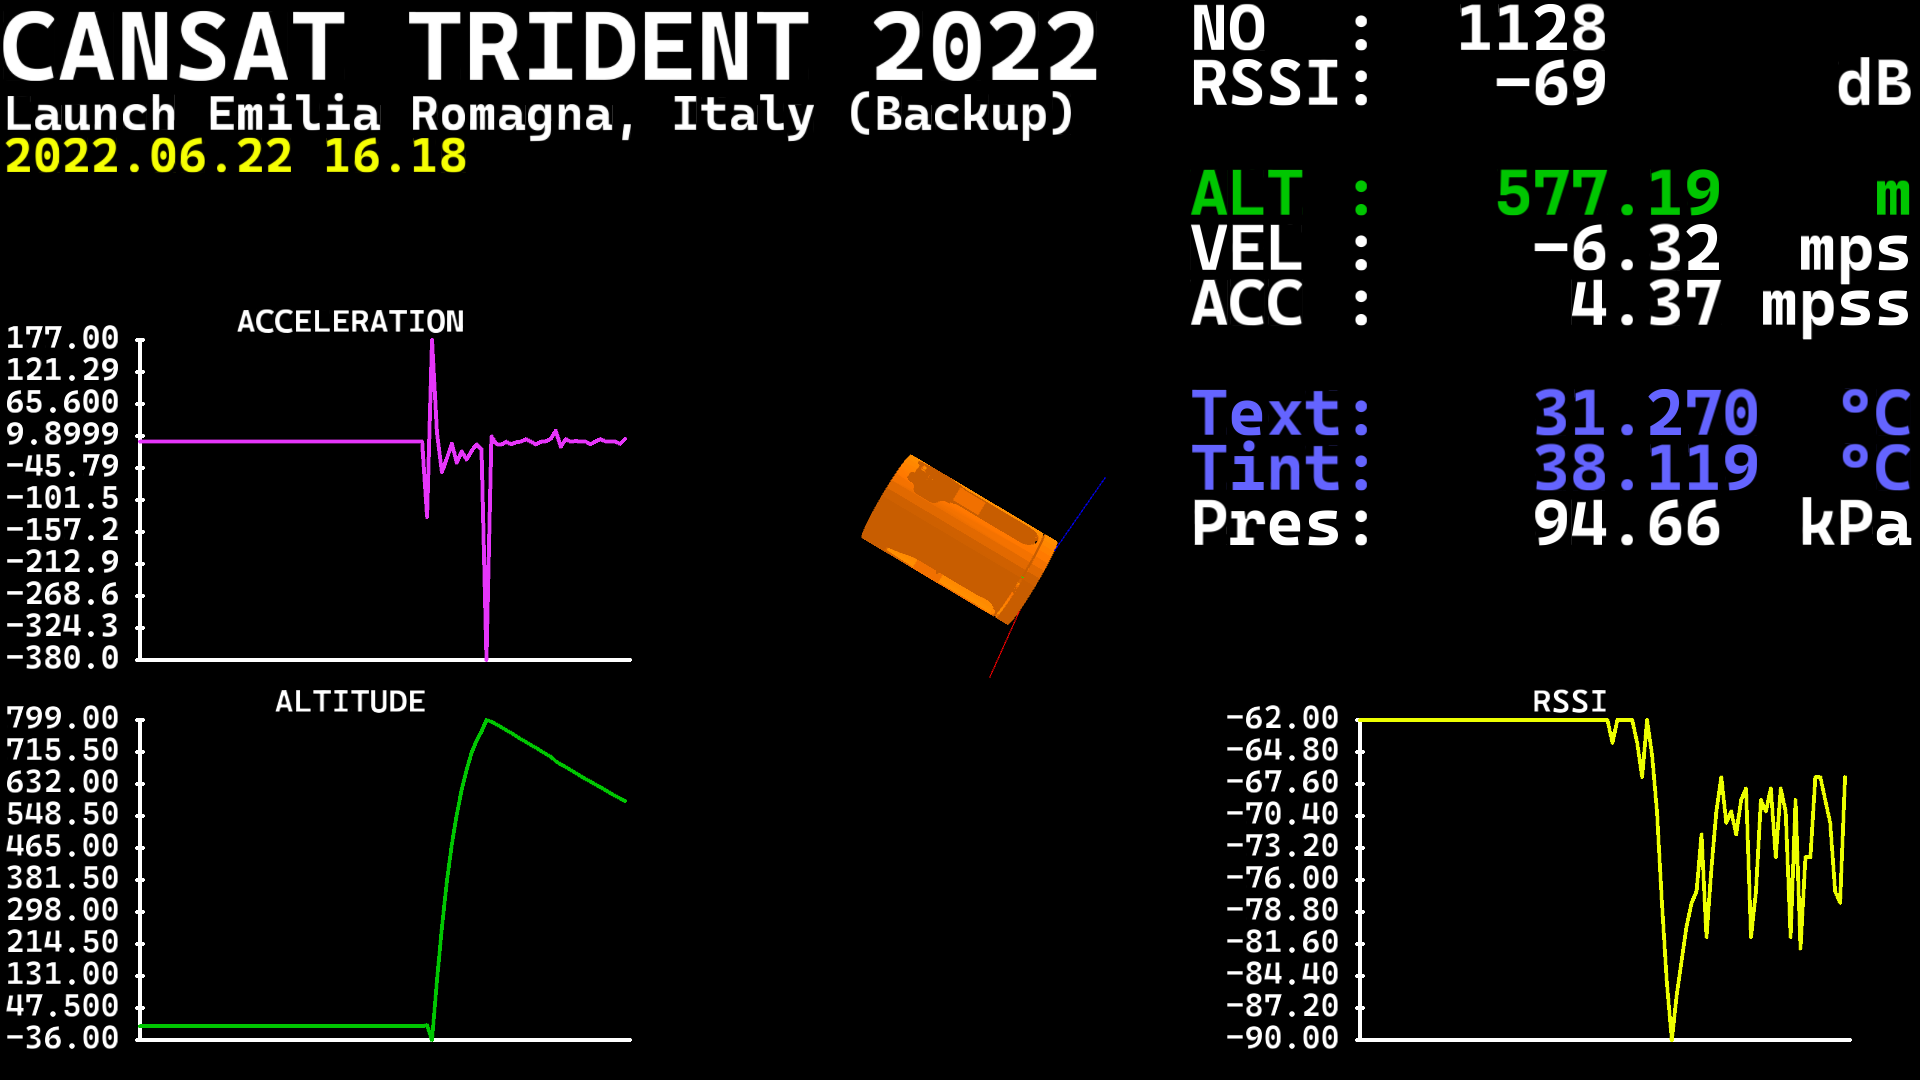 CANSAT TRIDENT 2022
Launch Emilia Romagna, Italy (Backup)
2022.06.22 16.18
NO : 1128
RSSI: -69 dB
ALT : 577.19 m
VEL : -6.32 mps
ACC : 4.37 mpss
Text: 31.270 °C
Tint: 38.119 °C
Pres: 94.66 kPa
ACCELERATION
177.00
121.29
65.600
9.8999
-45.79
-101.5
-157.2
-212.9
-268.6
-324.3
-380.0
ALTITUDE
799.00
715.50
632.00
548.50
465.00
381.50
298.00
214.50
131.00
47.500
-36.00
RSSI
-62.00
-64.80
-67.60
-70.40
-73.20
-76.00
-78.80
-81.60
-84.40
-87.20
-90.00